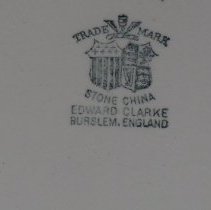 TRADE MARK
STONE CHINA
EDWARD CLARKE
BURSLEM. ENGLAND